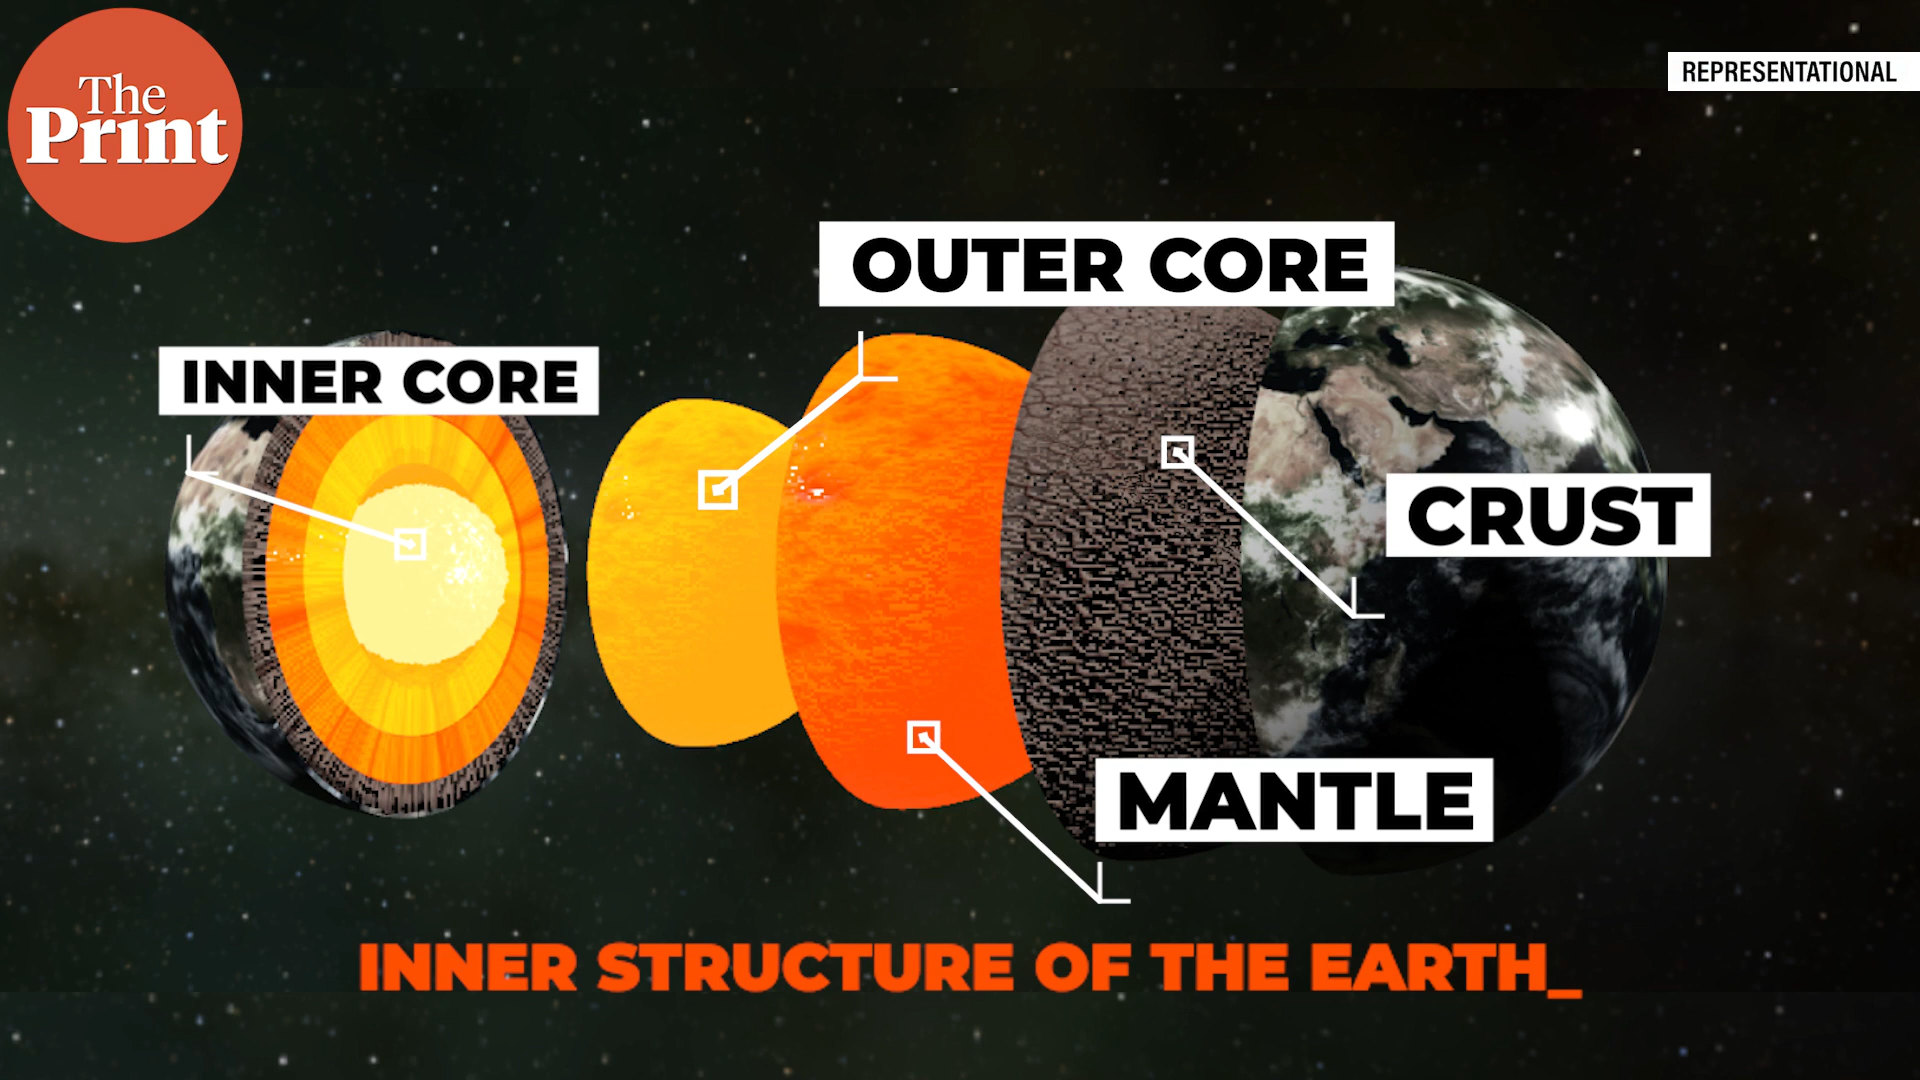 The
Print
REPRESENTATIONAL
OUTER CORE
INNER CORE
CRUST
MANTLE
INNER STRUCTURE OF THE EARTH_